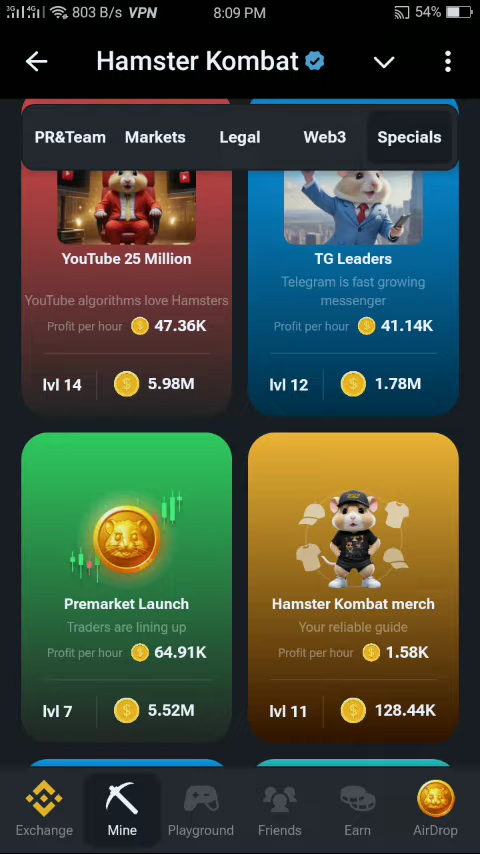 3G 4G 803 B/s VPN 8:09 PM 54%
Hamster Kombat
PR&Team Markets Legal Web3 Specials
YouTube 25 Million
YouTube algorithms love Hamsters
Profit per hour 47.36K
lvl 14 5.98M
TG Leaders
Telegram is fast growing
messenger
Profit per hour 41.14K
lvl 12 1.78M
Premarket Launch
Traders are lining up
Profit per hour 64.91K
lvl 7 5.52M
Hamster Kombat merch
Your reliable guide
Profit per hour 1.58K
lvl 11 128.44K
Exchange Mine Playground Friends Earn AirDrop